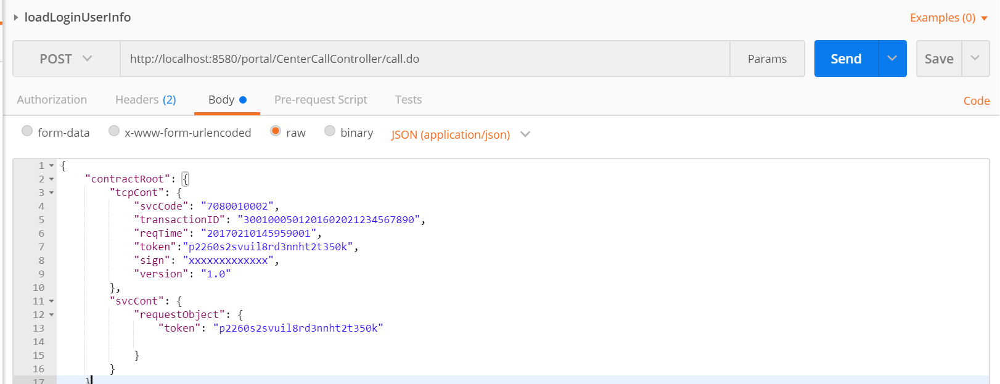 loadLoginUserInfo
Examples (0)
POST http://localhost:8580/portal/CenterCallController/call.do Params Send Save
Authorization Headers (2) Body Pre-request Script Tests Code
form-data x-www-form-urlencoded raw binary JSON (application/json)
1 {
2 "contractRoot": {
3 "tcpCont": {
4 "svcCode": "7080010002",
5 "transactionID": "3001000501201602021234567890",
6 "reqTime": "20170210145959001",
7 "token":"p2260s2svuil8rd3nnht2t350k",
8 "sign": "xxxxxxxxxxxxx",
9 "version": "1.0"
10 },
11 "svcCont": {
12 "requestObject": {
13 "token": "p2260s2svuil8rd3nnht2t350k"
14
15 }
16 }
17 }